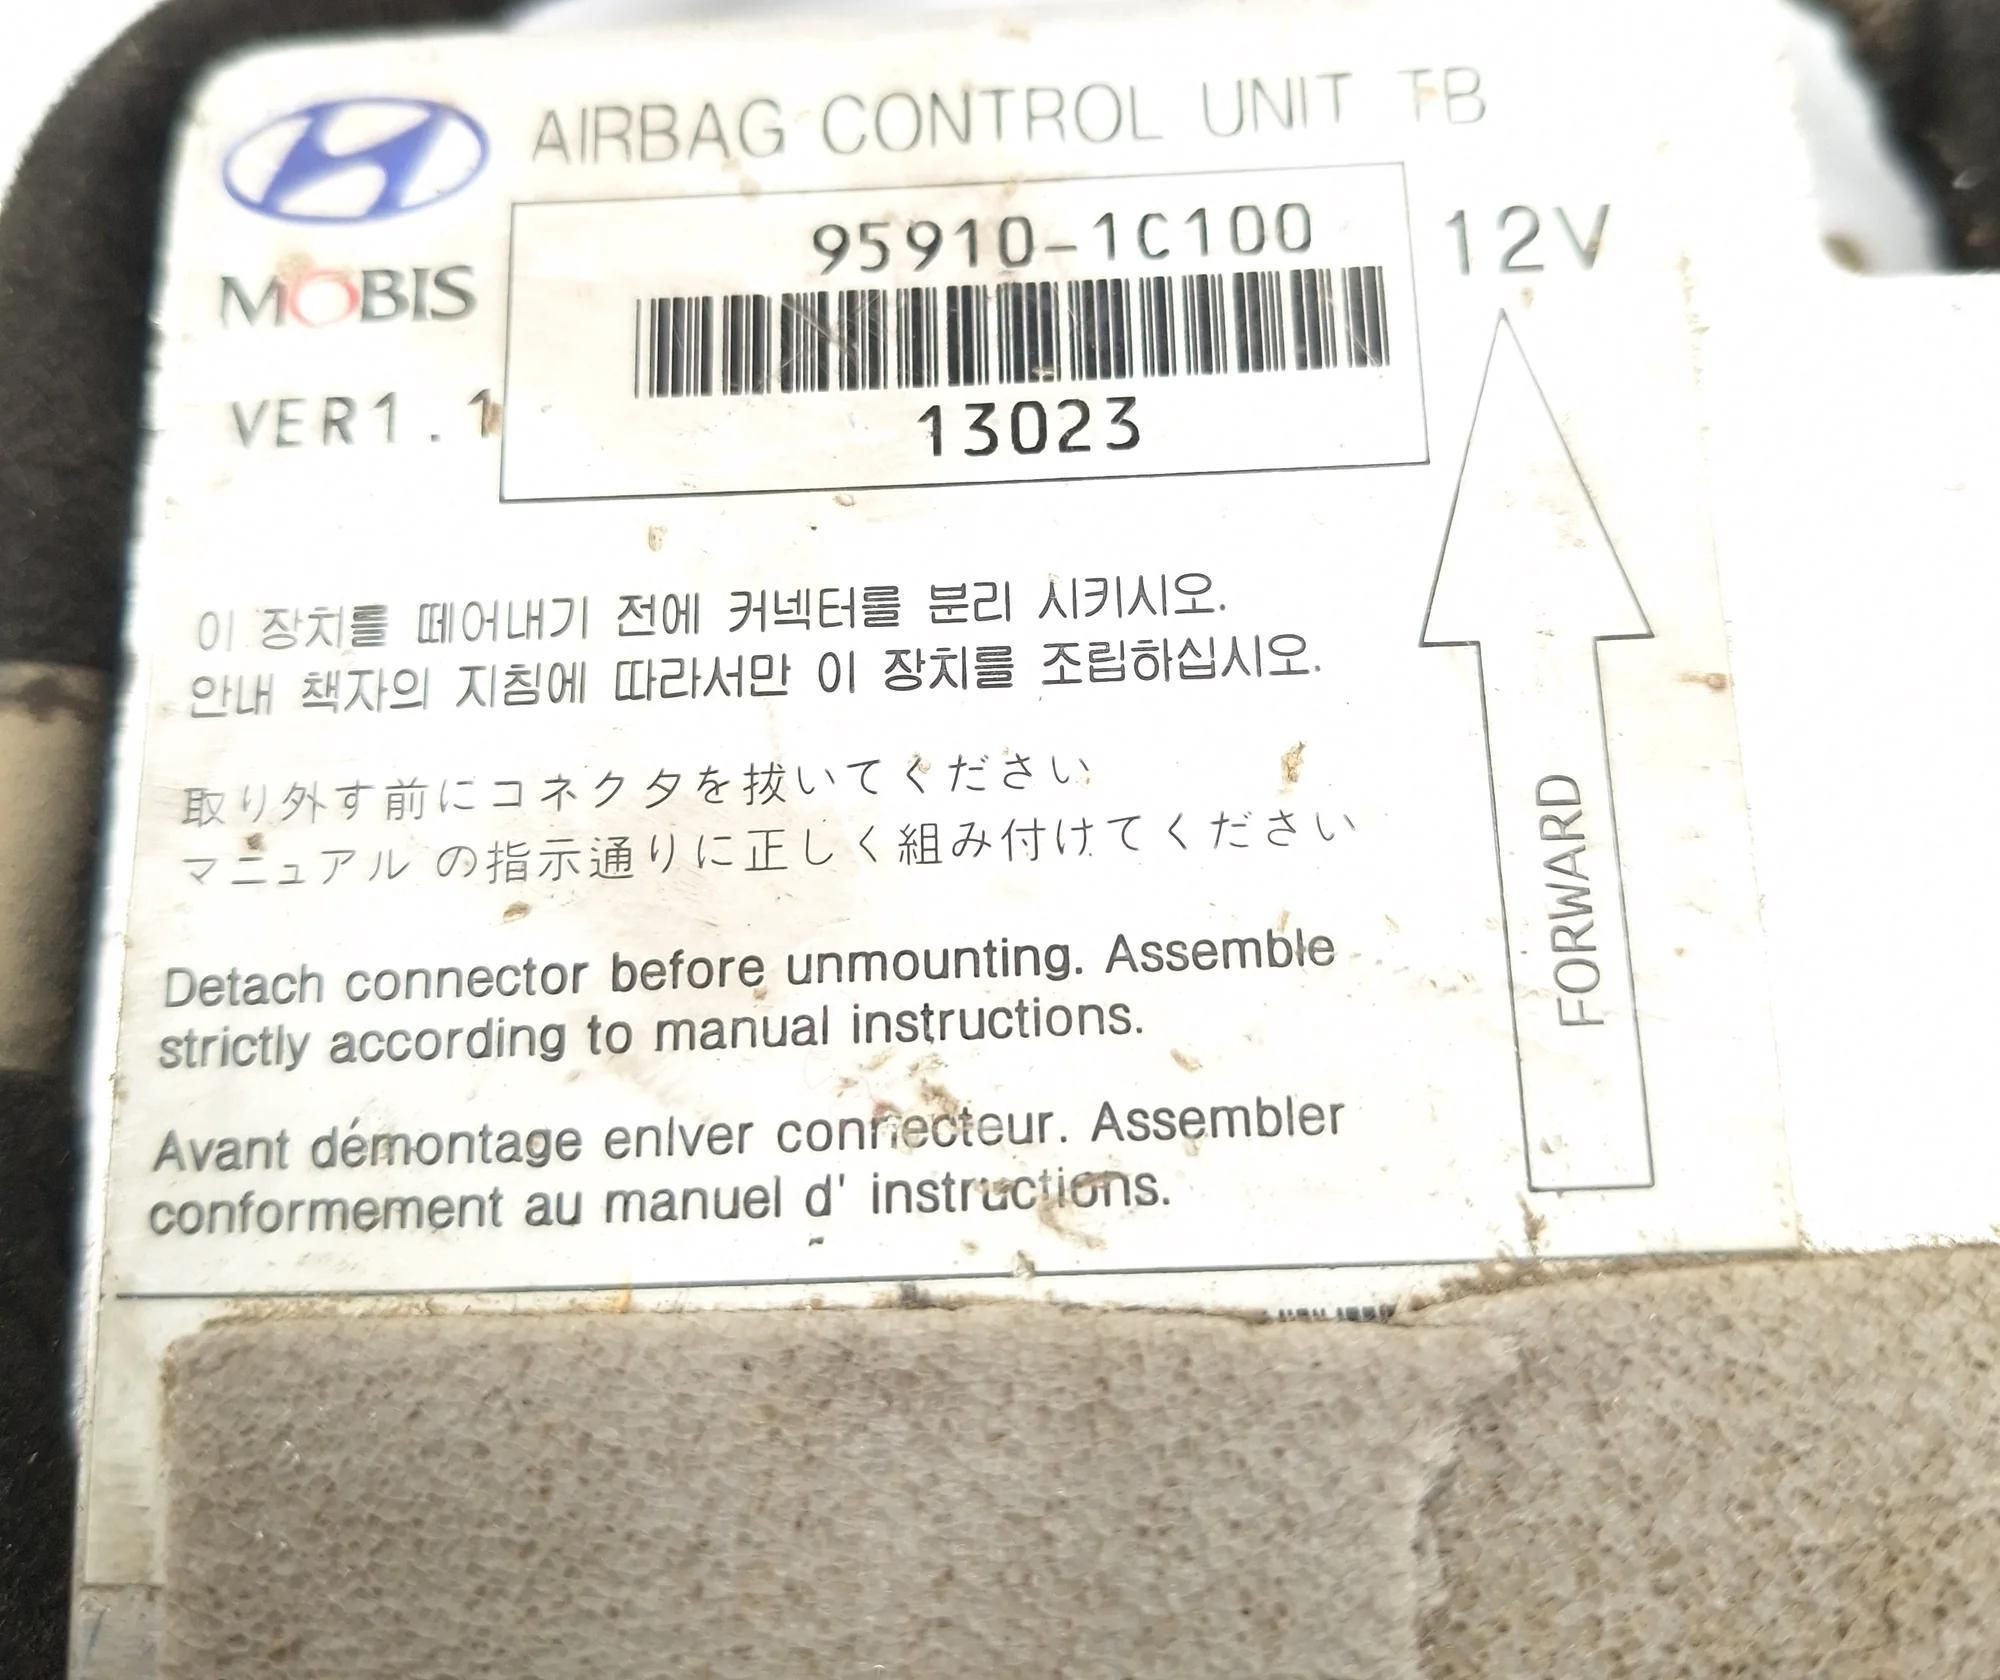 AIRBAG CONTROL UNIT TB
95910-1C100
12V
MOBIS
VER1.1
13023
이 장치를 떼어내기 전에 커넥터를 분리 시키시오.
안내 책자의 지침에 따라서만 이 장치를 조립하십시오.
取り外す前にコネクタを抜いてください
マニュアルの指示通りに正しく組み付けてください
Detach connector before unmounting. Assemble
strictly according to manual instructions.
Avant démontage enlver connecteur. Assembler
conformement au manuel d' instructions.
FORWARD